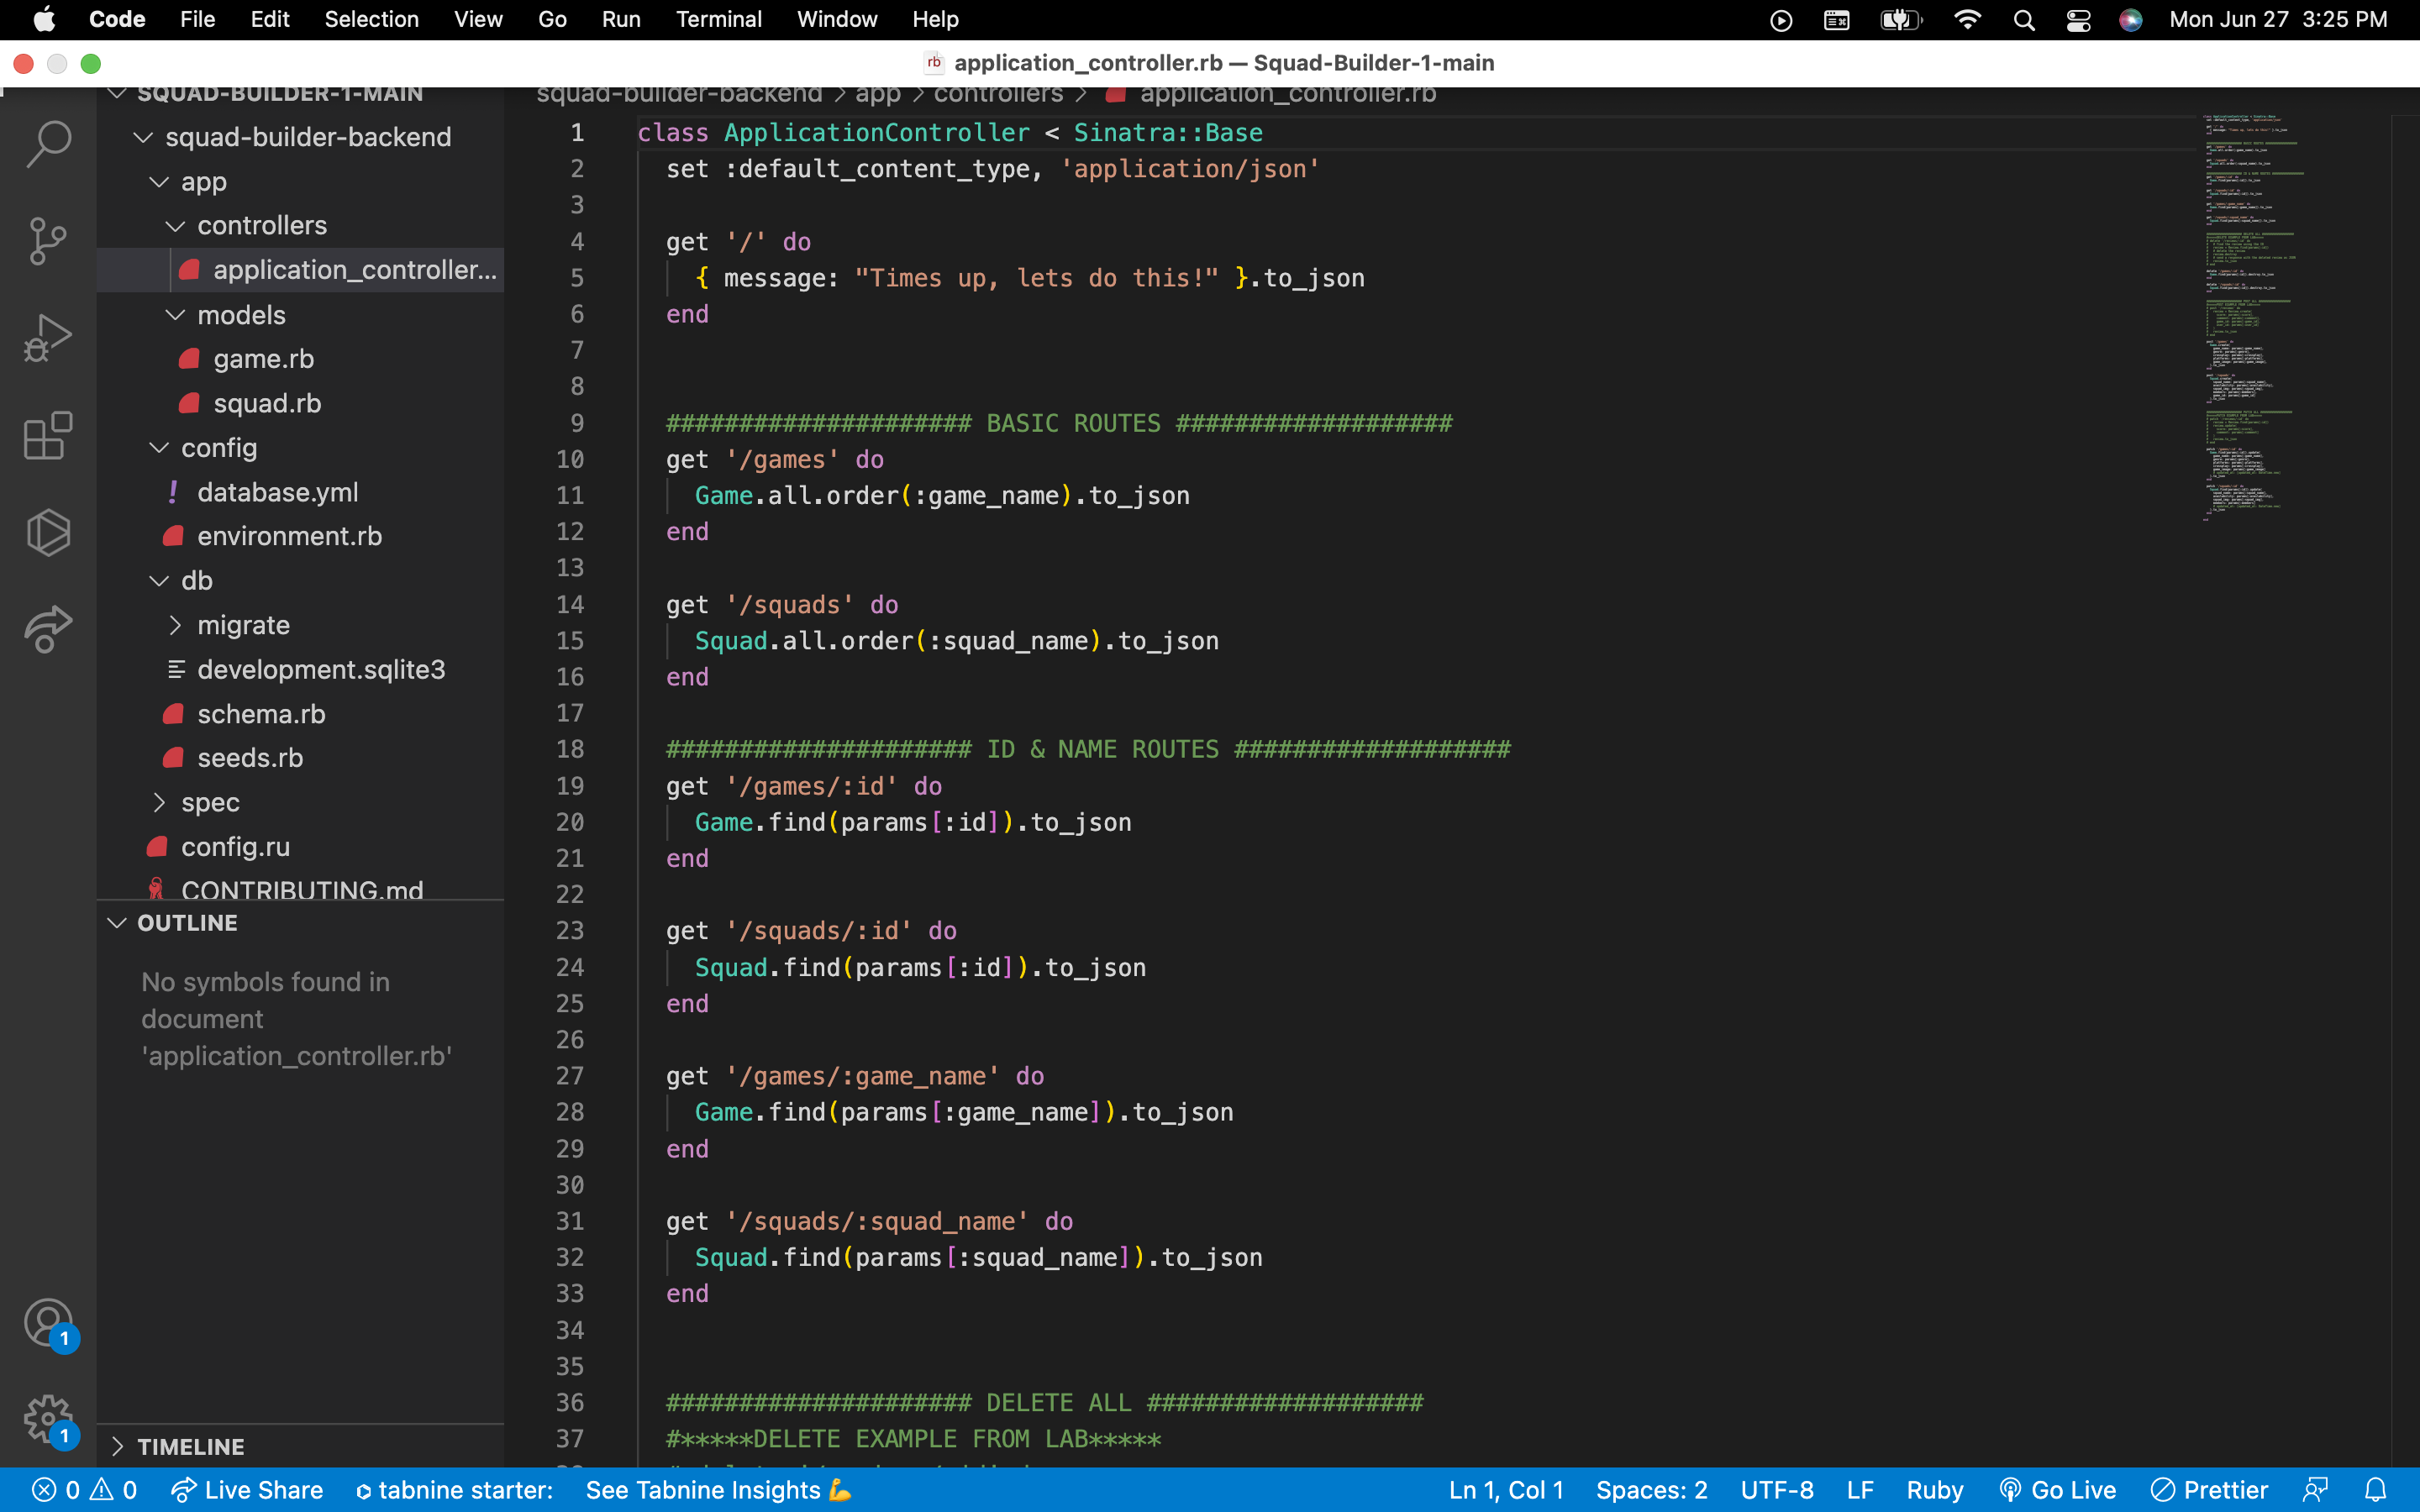 Code File Edit Selection View Go Run Terminal Window Help Mon Jun 27 3:25 PM
rb application_controller.rb — Squad-Builder-1-main
SQUAD-BUILDER-1-MAIN
squad-builder-backend
app
controllers
application_controller...
models
game.rb
squad.rb
config
! database.yml
environment.rb
db
migrate
development.sqlite3
schema.rb
seeds.rb
spec
config.ru
CONTRIBUTING.md
OUTLINE
No symbols found in
document
'application_controller.rb'
TIMELINE
1
1
squad-builder-backend > app > controllers > application_controller.rb
1 class ApplicationController < Sinatra::Base
2 set :default_content_type, 'application/json'
3
4 get '/' do
5 { message: "Times up, lets do this!" }.to_json
6 end
7
8
9 ##################### BASIC ROUTES ###################
10 get '/games' do
11 Game.all.order(:game_name).to_json
12 end
13
14 get '/squads' do
15 Squad.all.order(:squad_name).to_json
16 end
17
18 ##################### ID & NAME ROUTES ###################
19 get '/games/:id' do
20 Game.find(params[:id]).to_json
21 end
22
23 get '/squads/:id' do
24 Squad.find(params[:id]).to_json
25 end
26
27 get '/games/:game_name' do
28 Game.find(params[:game_name]).to_json
29 end
30
31 get '/squads/:squad_name' do
32 Squad.find(params[:squad_name]).to_json
33 end
34
35
36 ##################### DELETE ALL ###################
37 #*****DELETE EXAMPLE FROM LAB*****
0 0 Live Share tabnine starter: See Tabnine Insights 💪 Ln 1, Col 1 Spaces: 2 UTF-8 LF Ruby Go Live Prettier